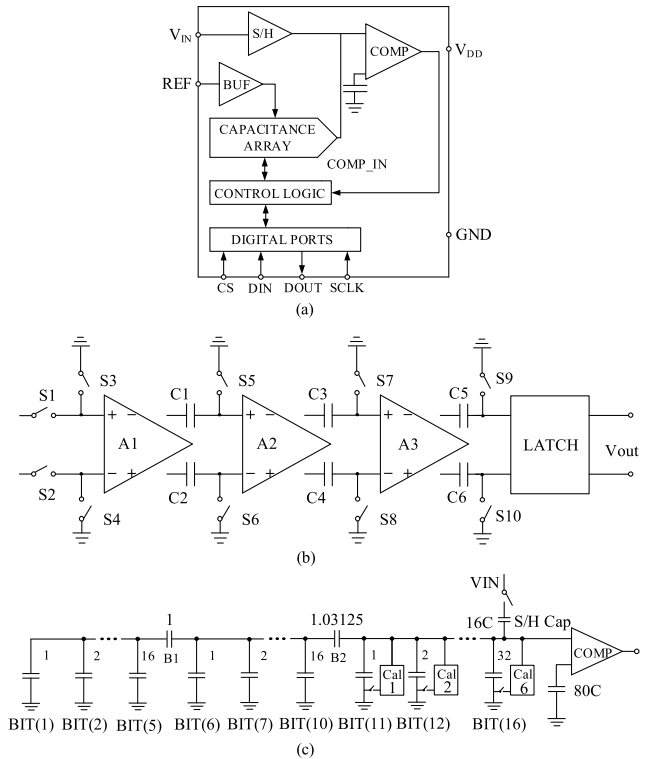 V_IN
S/H
COMP
V_DD
REF
BUF
CAPACITANCE
ARRAY
COMP_IN
CONTROL LOGIC
GND
DIGITAL PORTS
CS DIN DOUT SCLK
(a)
S3 S5 S7 S9
S1 C1 C3 C5
+ − + − + −
A1 A2 A3 LATCH Vout
− + − + − +
S2 C2 C4 C6
S4 S6 S8 S10
(b)
VIN
1 1.03125 16C S/H Cap
B1 B2 COMP
1 2 16 1 2 16 1 Cal 1 2 Cal 2 32 Cal 6
80C
BIT(1) BIT(2) BIT(5) BIT(6) BIT(7) BIT(10) BIT(11) BIT(12) BIT(16)
(c)